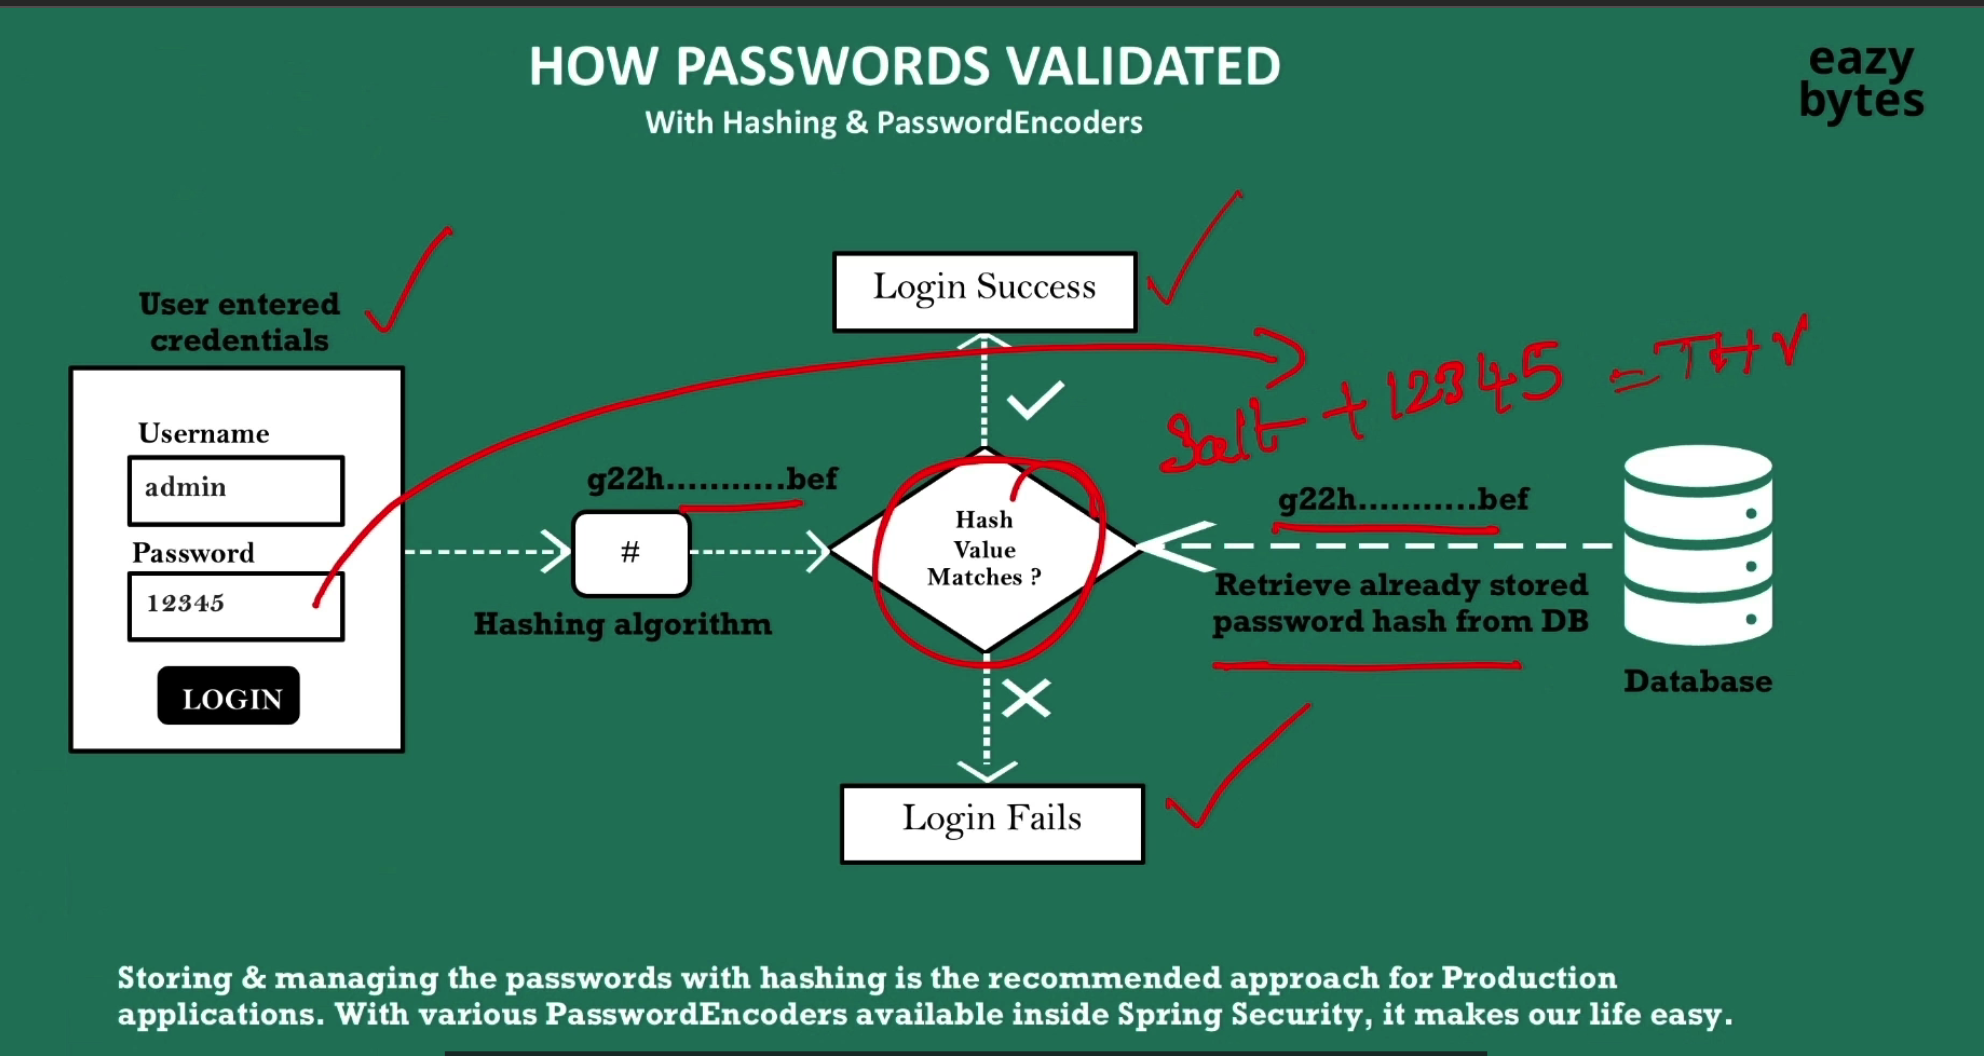 HOW PASSWORDS VALIDATED
With Hashing & PasswordEncoders
eazy
bytes
User entered
credentials
Username
admin
Password
12345
LOGIN
g22h...........bef
#
Hashing algorithm
Login Success
Hash
Value
Matches ?
Login Fails
Salt + 12345 =
g22h...........bef
Retrieve already stored
password hash from DB
Database
Storing & managing the passwords with hashing is the recommended approach for Production
applications. With various PasswordEncoders available inside Spring Security, it makes our life easy.